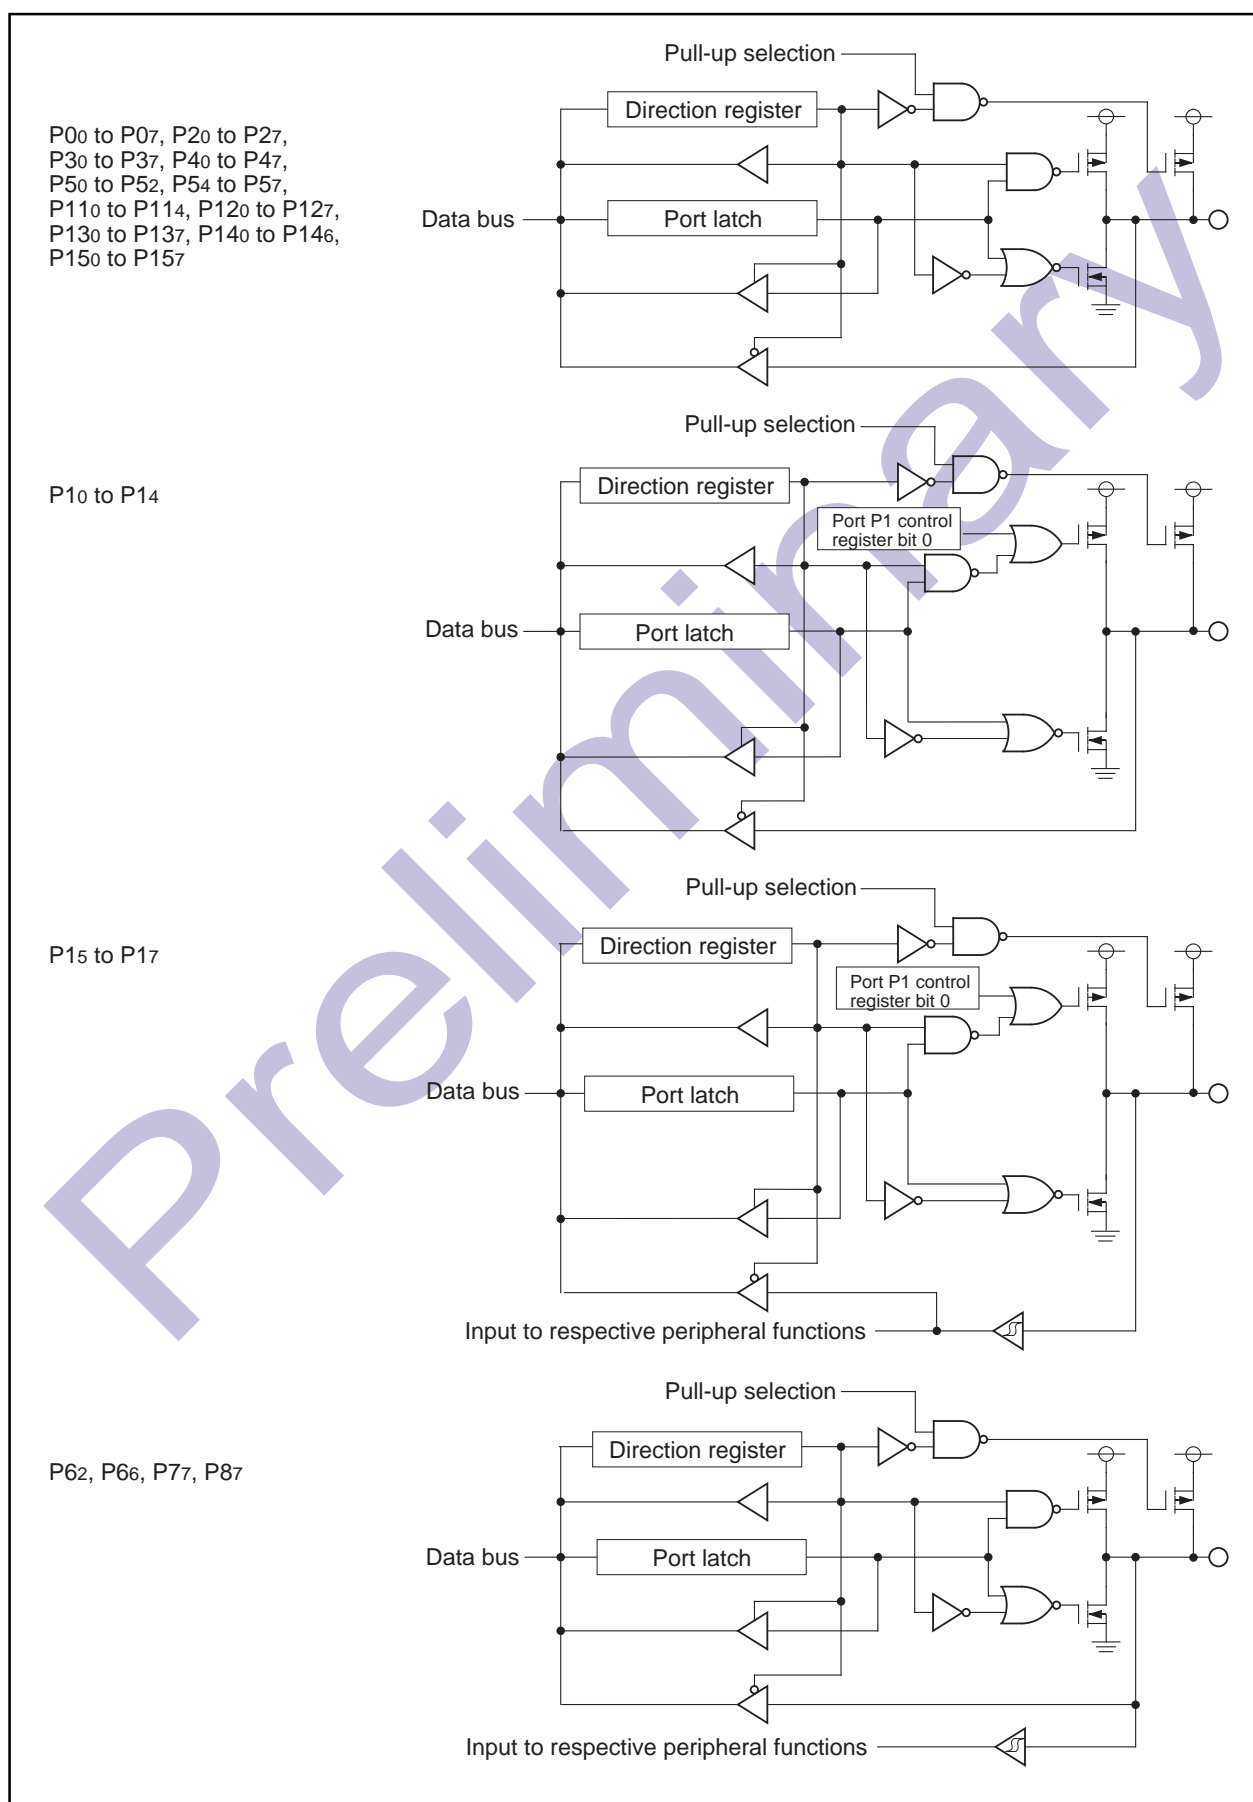 Pull-up selection
Direction register
P00 to P07, P20 to P27,
P30 to P37, P40 to P47,
P50 to P52, P54 to P57,
P110 to P114, P120 to P127,
P130 to P137, P140 to P146,
P150 to P157
Data bus
Port latch
Pull-up selection
Direction register
P10 to P14
Port P1 control
register bit 0
Data bus
Port latch
Pull-up selection
Direction register
P15 to P17
Port P1 control
register bit 0
Data bus
Port latch
Input to respective peripheral functions
Pull-up selection
Direction register
P62, P66, P77, P87
Data bus
Port latch
Input to respective peripheral functions
Preliminary